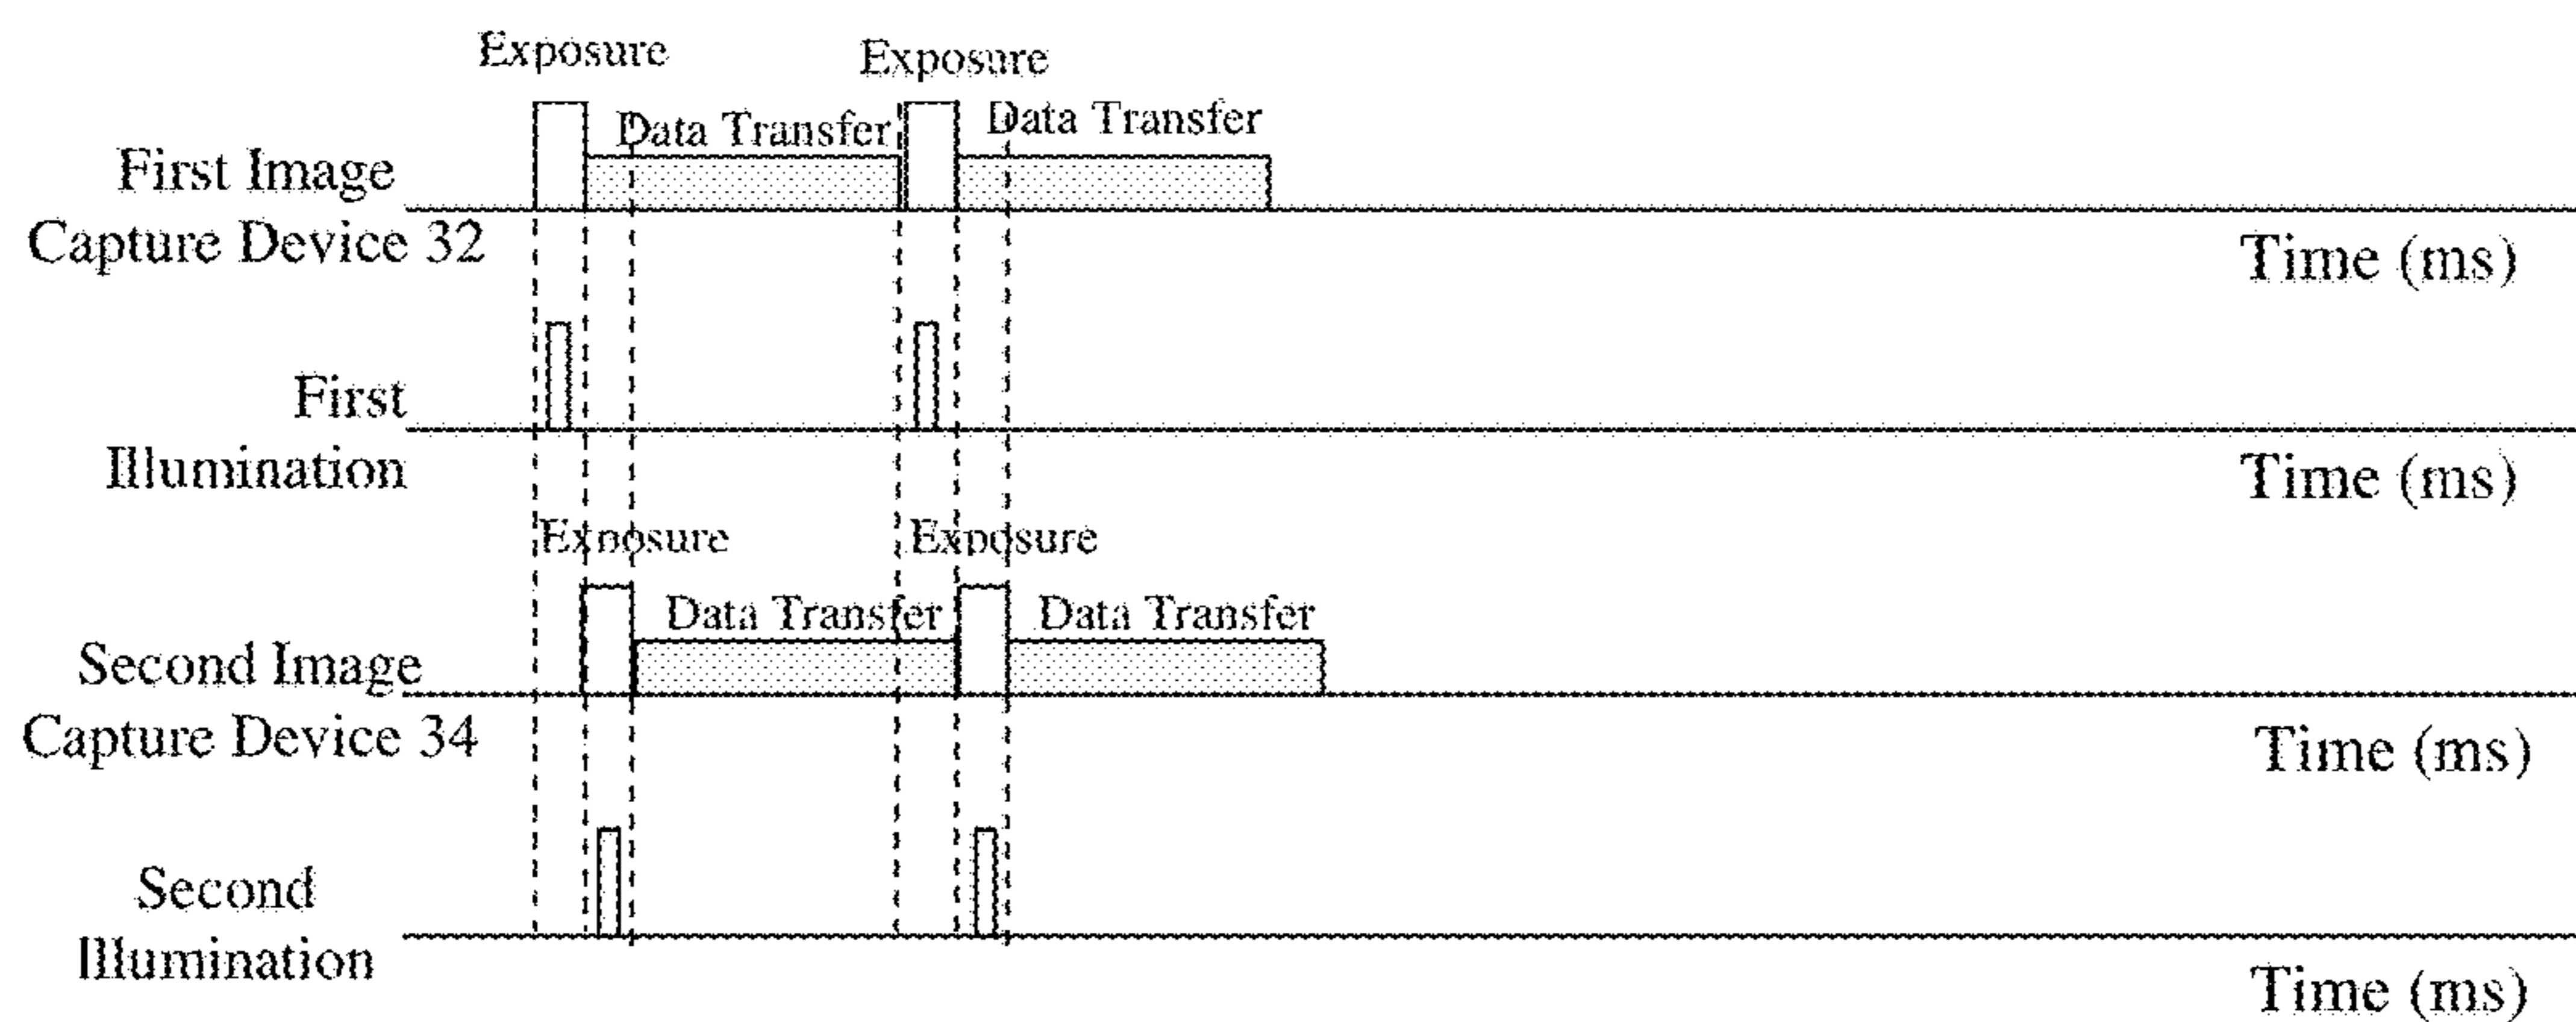 Exposure Exposure
Data Transfer Data Transfer
First Image
Capture Device 32
Time (ms)
First
Illumination
Time (ms)
Exposure Exposure
Data Transfer Data Transfer
Second Image
Capture Device 34
Time (ms)
Second
Illumination
Time (ms)